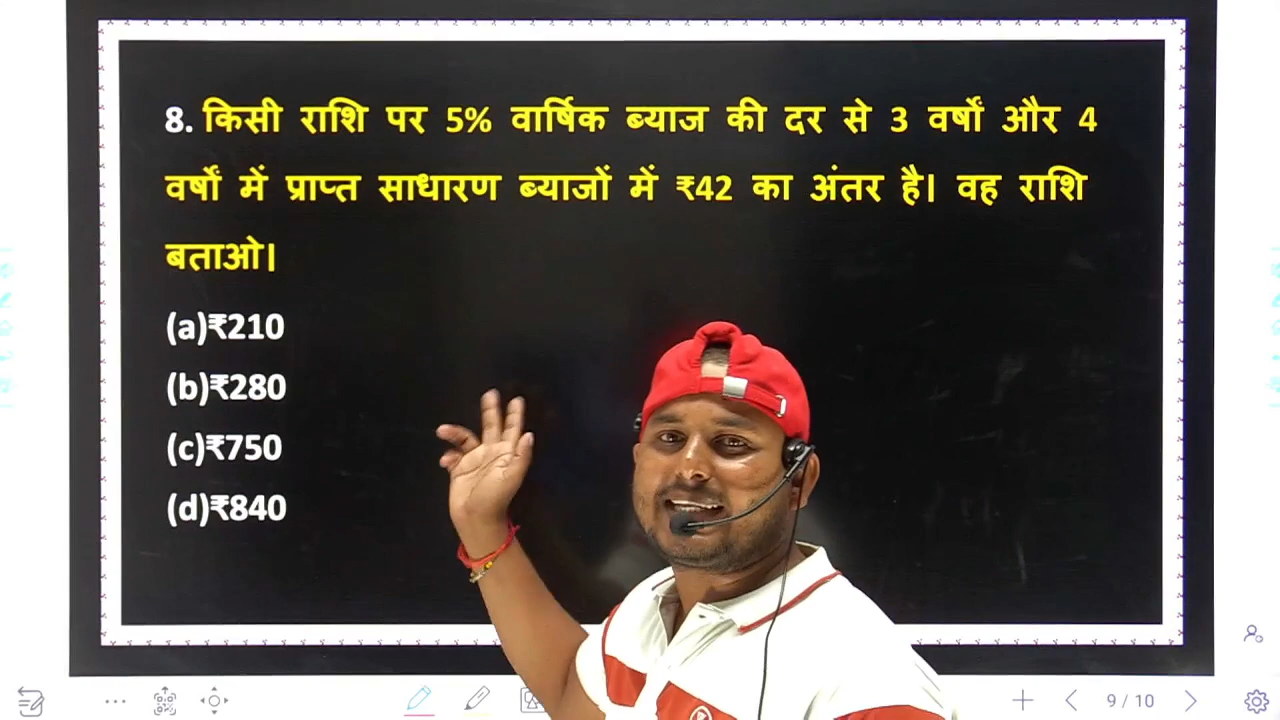 8. किसी राशि पर 5% वार्षिक ब्याज की दर से 3 वर्षों और 4
वर्षों में प्राप्त साधारण ब्याजों में ₹42 का अंतर है। वह राशि
बताओ।
(a)₹210
(b)₹280
(c)₹750
(d)₹840
9 / 10